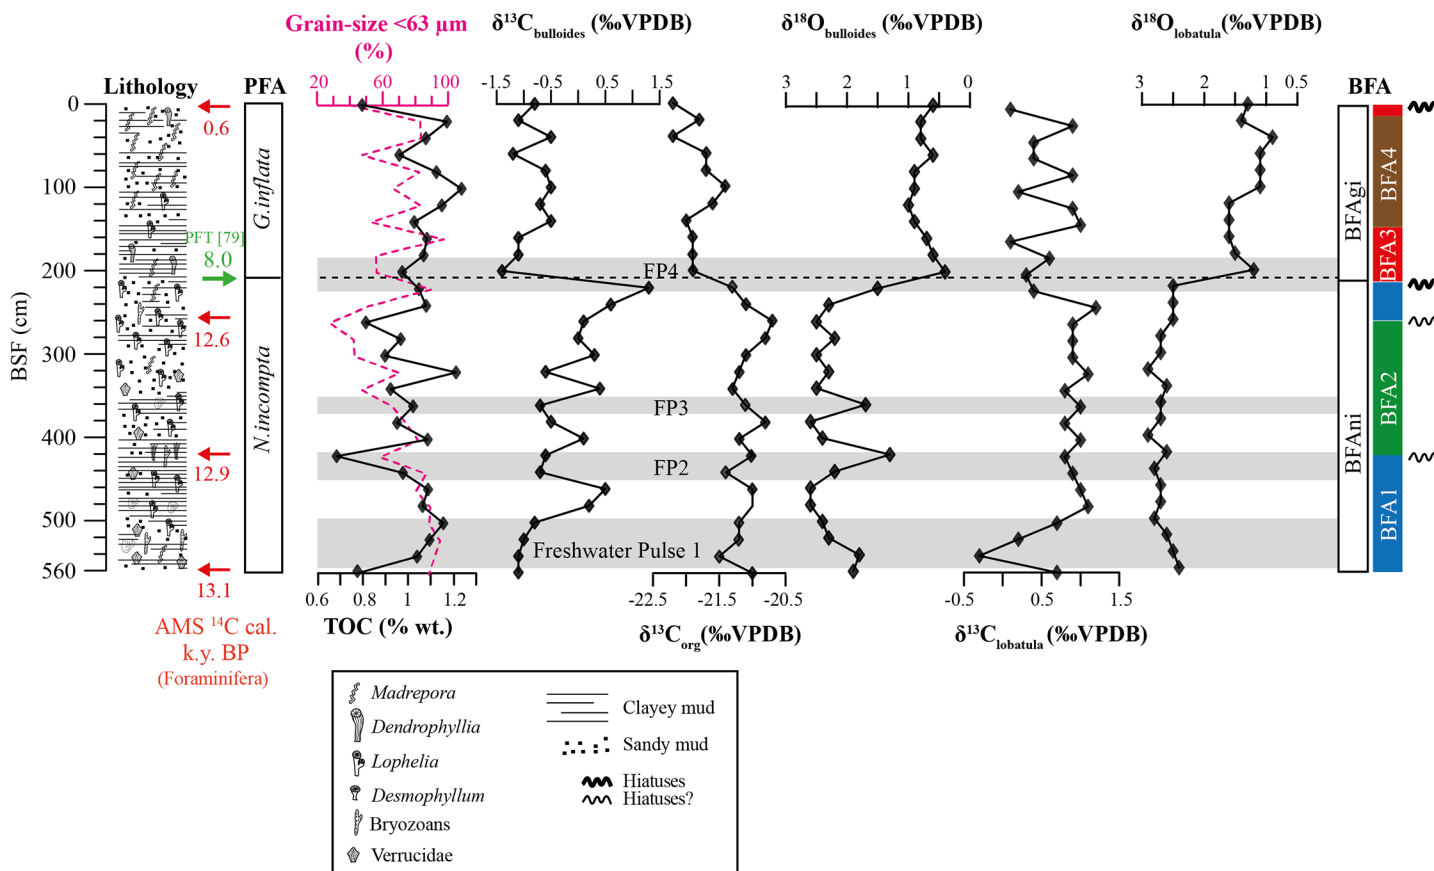 Grain-size <63 μm
(%)
δ¹³C_bulloides (‰VPDB)
δ¹⁸O_bulloides (‰VPDB)
δ¹⁸O_lobatula (‰VPDB)
Lithology
PFA
20 60 100
-1.5 -0.5 0.5 1.5
3 2 1 0
3 2 1 0.5
BFA
BSF (cm)
0
100
200
300
400
500
560
0.6
PFT [79]
8.0
12.6
12.9
13.1
AMS ¹⁴C cal.
k.y. BP
(Foraminifera)
G.inflata
N.incompta
FP4
FP3
FP2
Freshwater Pulse 1
BFAgi
BFAni
BFA4
BFA3
BFA2
BFA1
0.6 0.8 1 1.2
TOC (% wt.)
-22.5 -21.5 -20.5
δ¹³C_org(‰VPDB)
-0.5 0.5 1.5
δ¹³C_lobatula(‰VPDB)
Madrepora
Dendrophyllia
Lophelia
Desmophyllum
Bryozoans
Verrucidae
Clayey mud
Sandy mud
Hiatuses
Hiatuses?